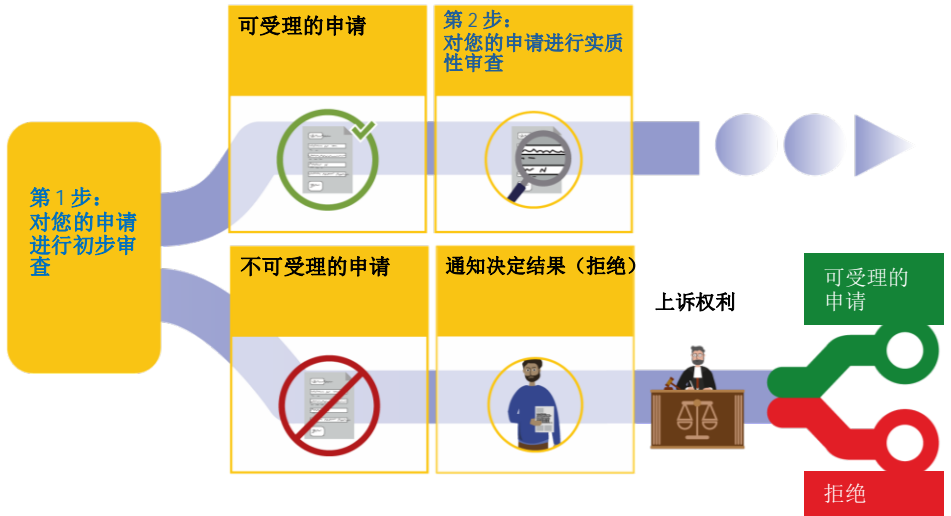 第1步：
对您的申请
进行初步审
查
可受理的申请
第2步：
对您的申请进行实质
性审查
不可受理的申请
通知决定结果（拒绝）
上诉权利
可受理的
申请
拒绝